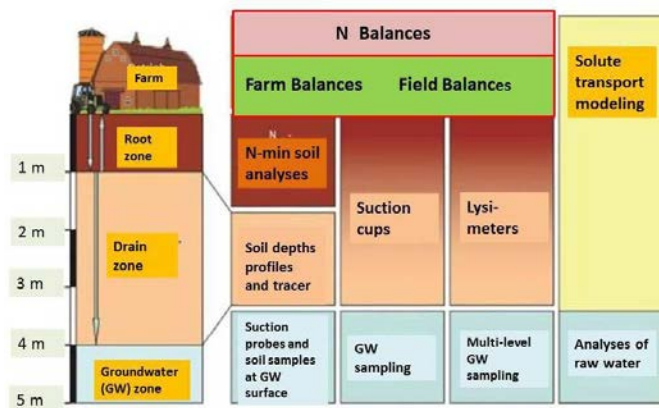 N Balances
Farm Balances
Field Balances
Solute
transport
modeling
Farm
Root
zone
N
N-min soil
analyses
1 m
Suction
cups
Lysi-
meters
2 m
Drain
zone
Soil depths
profiles
and tracer
3 m
4 m
Groundwater
(GW) zone
5 m
Suction
probes and
soil samples
at GW
surface
GW
sampling
Multi-level
GW
sampling
Analyses of
raw water